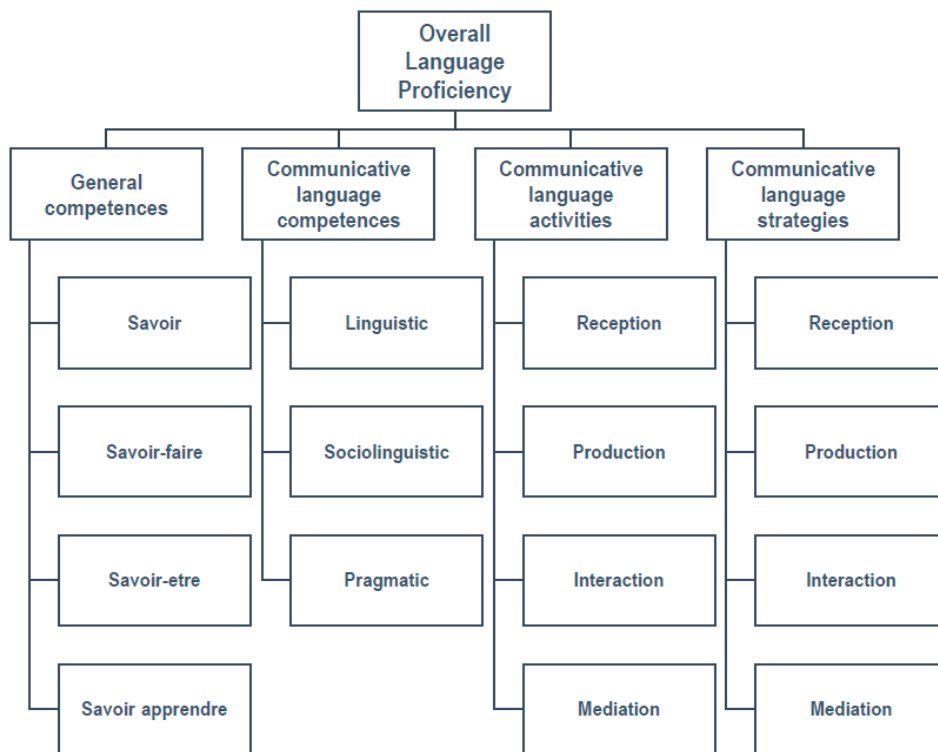 Overall
Language
Proficiency
General
competences
Communicative
language
competences
Communicative
language
activities
Communicative
language
strategies
Savoir
Linguistic
Reception
Reception
Savoir-faire
Sociolinguistic
Production
Production
Savoir-etre
Pragmatic
Interaction
Interaction
Savoir apprendre
Mediation
Mediation